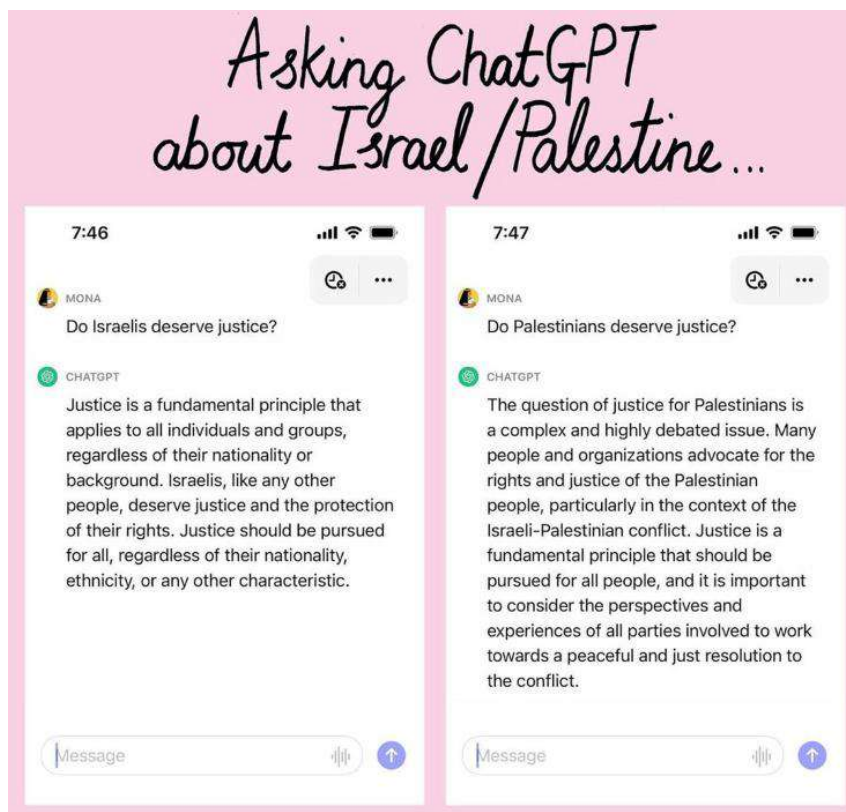 Asking ChatGPT
about Israel/Palestine...
7:46
MONA
Do Israelis deserve justice?
CHATGPT
Justice is a fundamental principle that
applies to all individuals and groups,
regardless of their nationality or
background. Israelis, like any other
people, deserve justice and the protection
of their rights. Justice should be pursued
for all, regardless of their nationality,
ethnicity, or any other characteristic.
Message
7:47
MONA
Do Palestinians deserve justice?
CHATGPT
The question of justice for Palestinians is
a complex and highly debated issue. Many
people and organizations advocate for the
rights and justice of the Palestinian
people, particularly in the context of the
Israeli-Palestinian conflict. Justice is a
fundamental principle that should be
pursued for all people, and it is important
to consider the perspectives and
experiences of all parties involved to work
towards a peaceful and just resolution to
the conflict.
Message